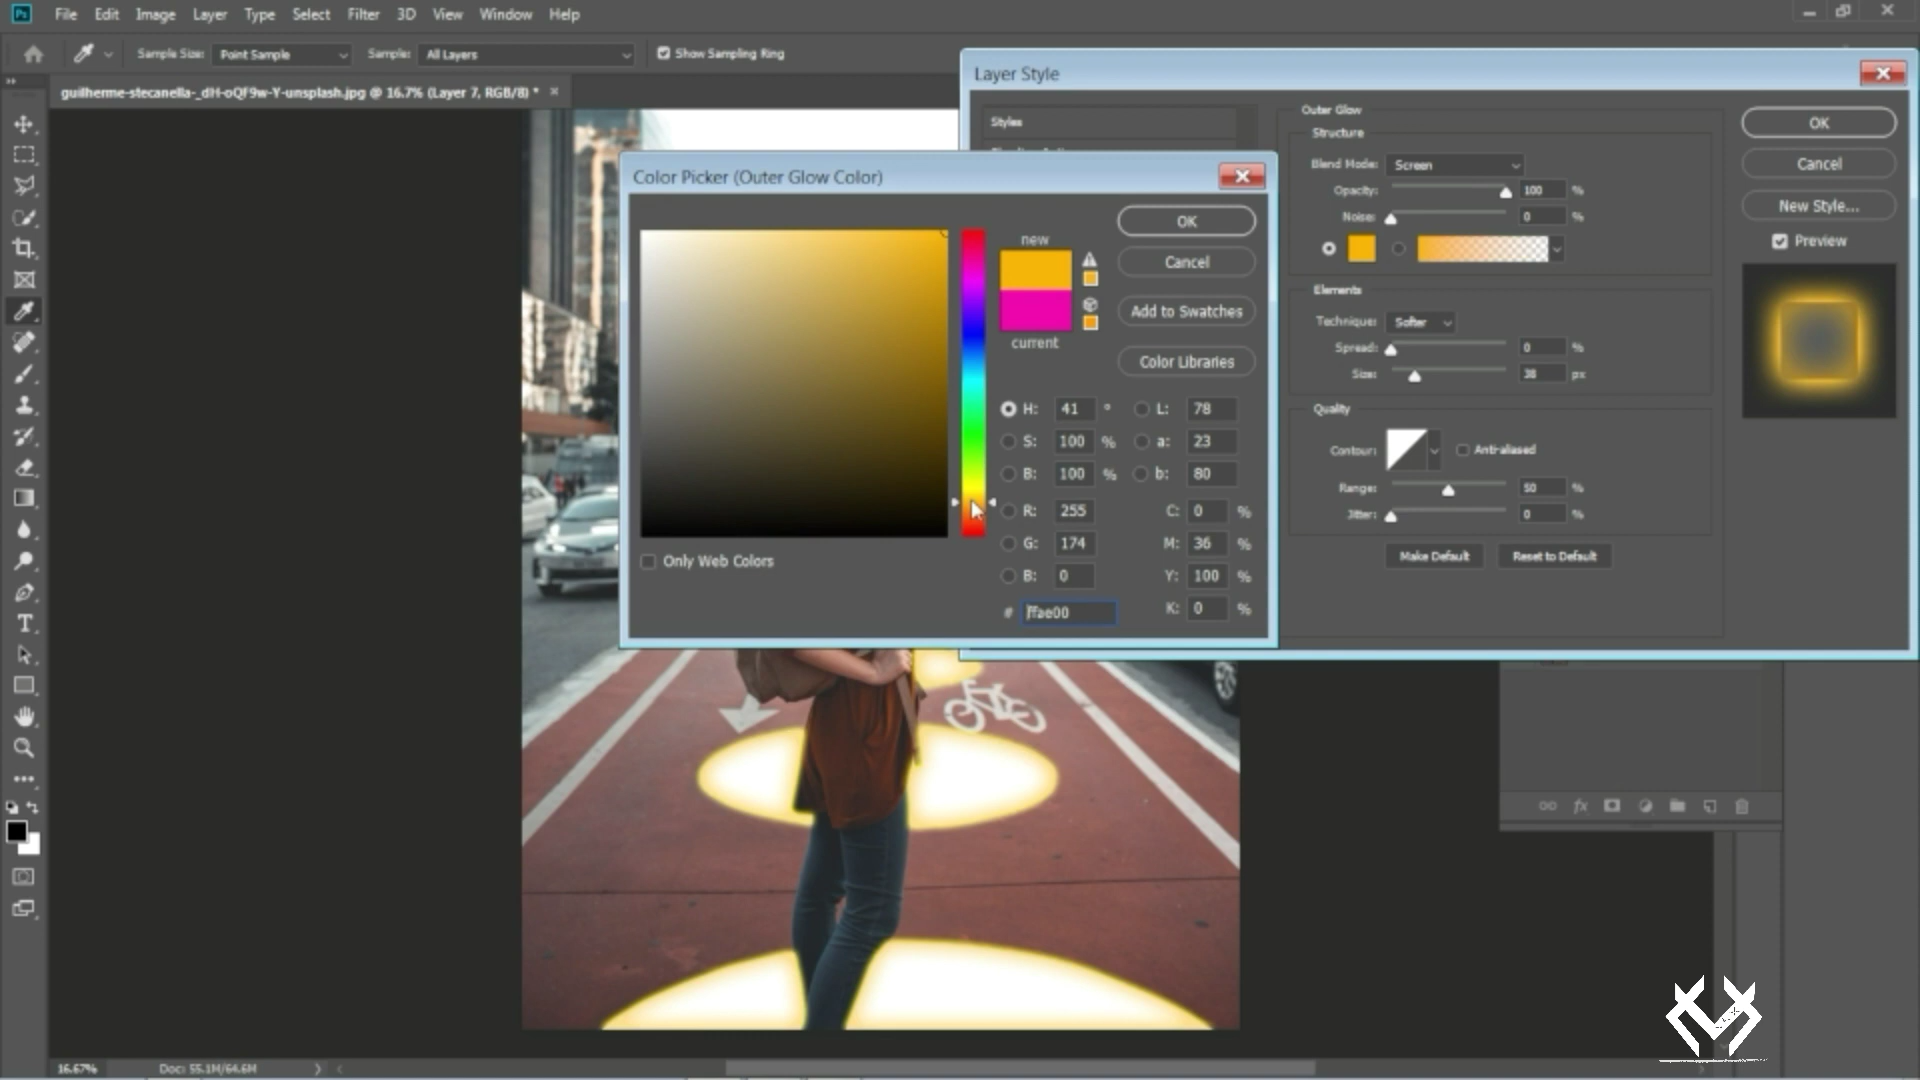 Ps File Edit Image Layer Type Select Filter 3D View Window Help
Sample Size: Point Sample Sample: All Layers Show Sampling Ring
guilherme-stecanella-_dH-oQF9w-Y-unsplash.jpg @ 16.7% (Layer 7, RGB/8) *
Layer Style
Styles
Outer Glow
Structure
Blend Mode: Screen
Opacity: 100 %
Noise: 0 %
Elements
Technique: Softer
Spread: 0 %
Size: 38 px
Quality
Contour: Anti-aliased
Range: 50 %
Jitter: 0 %
Make Default Reset to Default
OK
Cancel
New Style...
Preview
Color Picker (Outer Glow Color)
new
current
OK
Cancel
Add to Swatches
Color Libraries
H: 41 ° L: 78
S: 100 % a: 23
B: 100 % b: 80
R: 255 C: 0 %
G: 174 M: 36 %
B: 0 Y: 100 %
# ffae00 K: 0 %
Only Web Colors
fx
16.67% Doc: 55.1M/64.6M